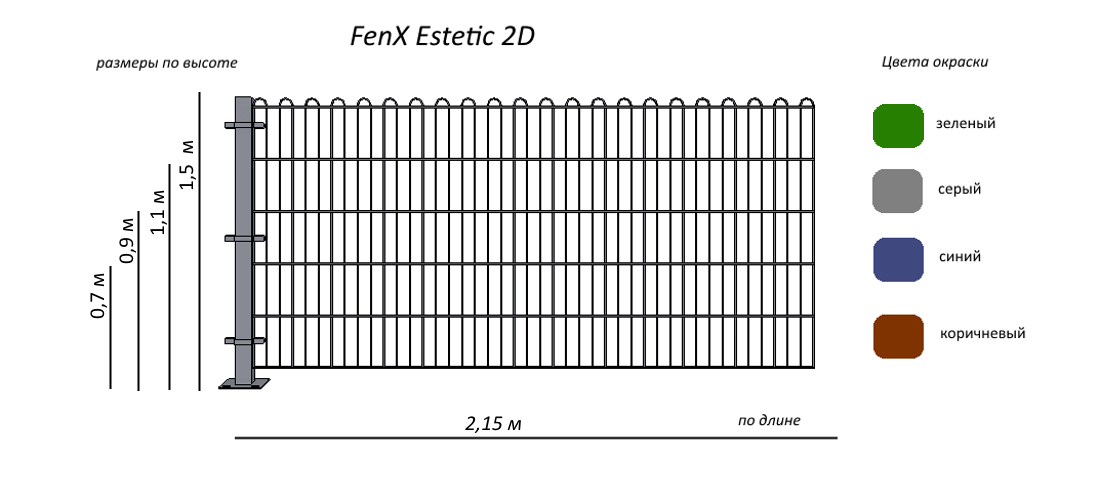 FenX Estetic 2D
размеры по высоте
Цвета окраски
зеленый
1,5 м
серый
1,1 м
0,9 м
синий
0,7 м
коричневый
2,15 м
по длине